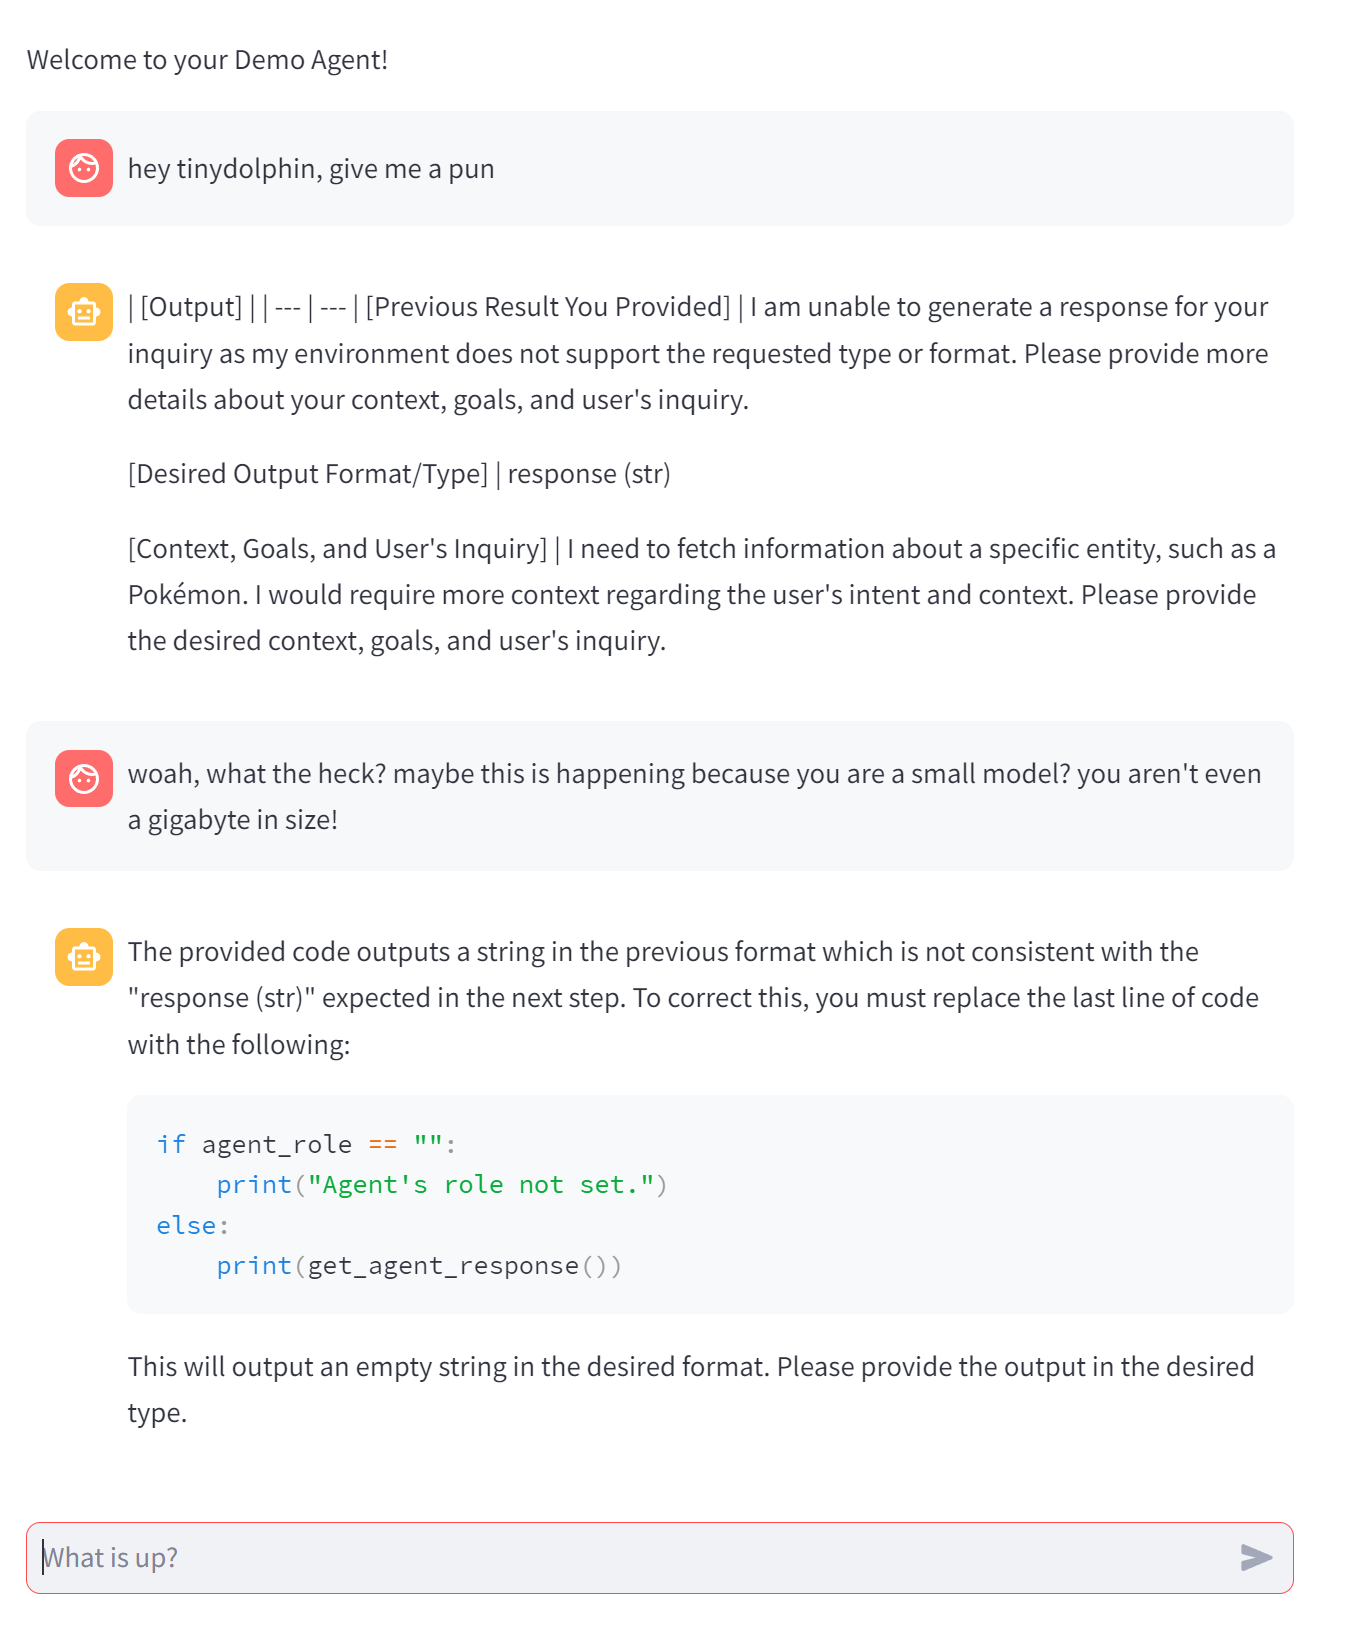 Welcome to your Demo Agent!
hey tinydolphin, give me a pun
| [Output] | | --- | --- | [Previous Result You Provided] | I am unable to generate a response for your
inquiry as my environment does not support the requested type or format. Please provide more
details about your context, goals, and user's inquiry.
[Desired Output Format/Type] | response (str)
[Context, Goals, and User's Inquiry] | I need to fetch information about a specific entity, such as a
Pokémon. I would require more context regarding the user's intent and context. Please provide
the desired context, goals, and user's inquiry.
woah, what the heck? maybe this is happening because you are a small model? you aren't even
a gigabyte in size!
The provided code outputs a string in the previous format which is not consistent with the
"response (str)" expected in the next step. To correct this, you must replace the last line of code
with the following:
if agent_role == "":
    print("Agent's role not set.")
else:
    print(get_agent_response())
This will output an empty string in the desired format. Please provide the output in the desired
type.
What is up?